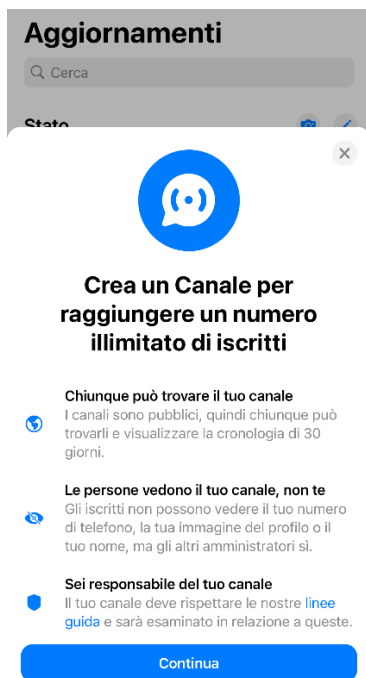 Aggiornamenti
Cerca
Stato
Crea un Canale per
raggiungere un numero
illimitato di iscritti
Chiunque può trovare il tuo canale
I canali sono pubblici, quindi chiunque può
trovarli e visualizzare la cronologia di 30
giorni.
Le persone vedono il tuo canale, non te
Gli iscritti non possono vedere il tuo numero
di telefono, la tua immagine del profilo o il
tuo nome, ma gli altri amministratori sì.
Sei responsabile del tuo canale
Il tuo canale deve rispettare le nostre linee
guida e sarà esaminato in relazione a queste.
Continua